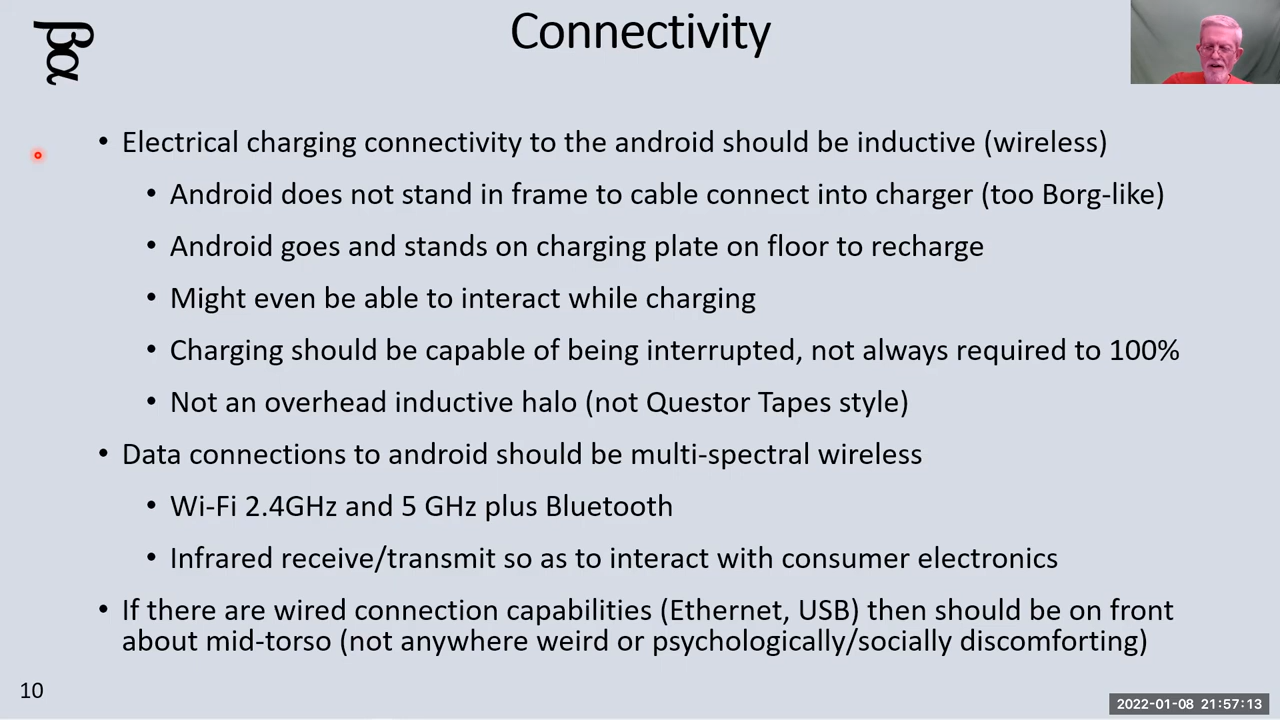 βα
Connectivity
• Electrical charging connectivity to the android should be inductive (wireless)
• Android does not stand in frame to cable connect into charger (too Borg-like)
• Android goes and stands on charging plate on floor to recharge
• Might even be able to interact while charging
• Charging should be capable of being interrupted, not always required to 100%
• Not an overhead inductive halo (not Questor Tapes style)
• Data connections to android should be multi-spectral wireless
• Wi-Fi 2.4GHz and 5 GHz plus Bluetooth
• Infrared receive/transmit so as to interact with consumer electronics
• If there are wired connection capabilities (Ethernet, USB) then should be on front
about mid-torso (not anywhere weird or psychologically/socially discomforting)
10
2022-01-08 21:57:13